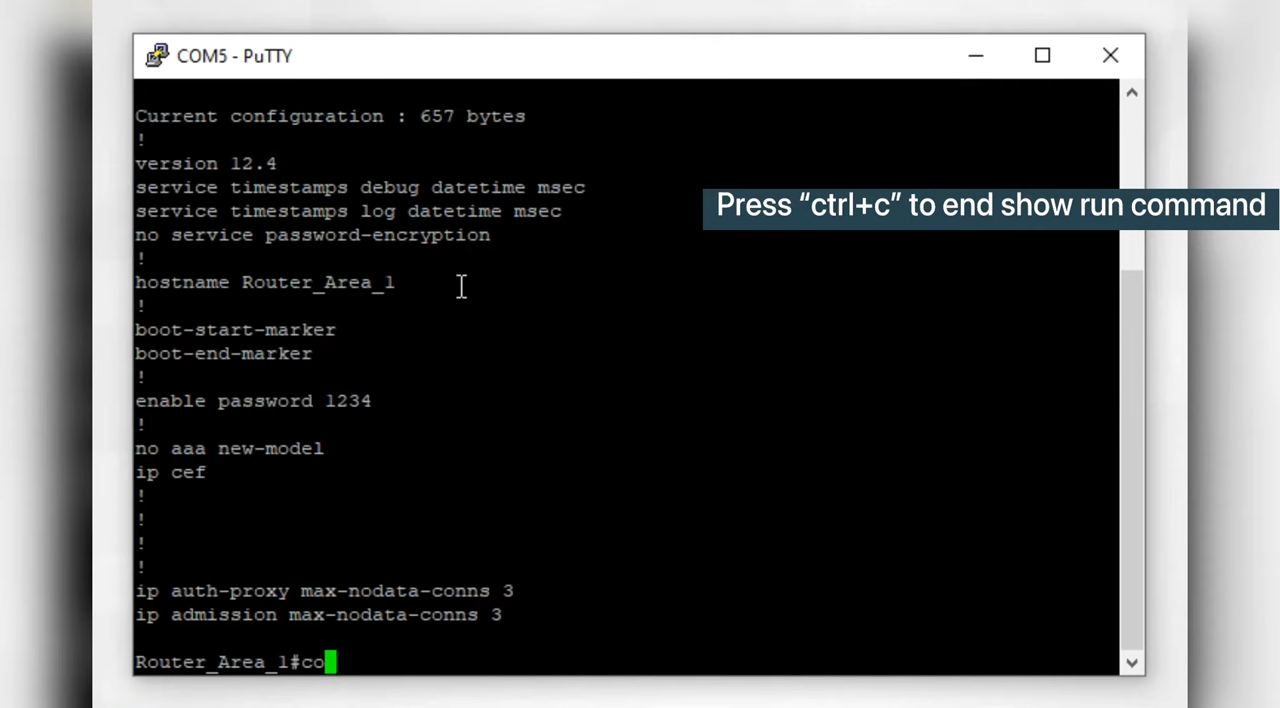 COM5 - PuTTY
Current configuration : 657 bytes
!
version 12.4
service timestamps debug datetime msec
service timestamps log datetime msec
Press “ctrl+c” to end show run command
no service password-encryption
!
hostname Router_Area_1
!
boot-start-marker
boot-end-marker
!
enable password 1234
!
no aaa new-model
ip cef
!
!
!
!
ip auth-proxy max-nodata-conns 3
ip admission max-nodata-conns 3
Router_Area_1#co